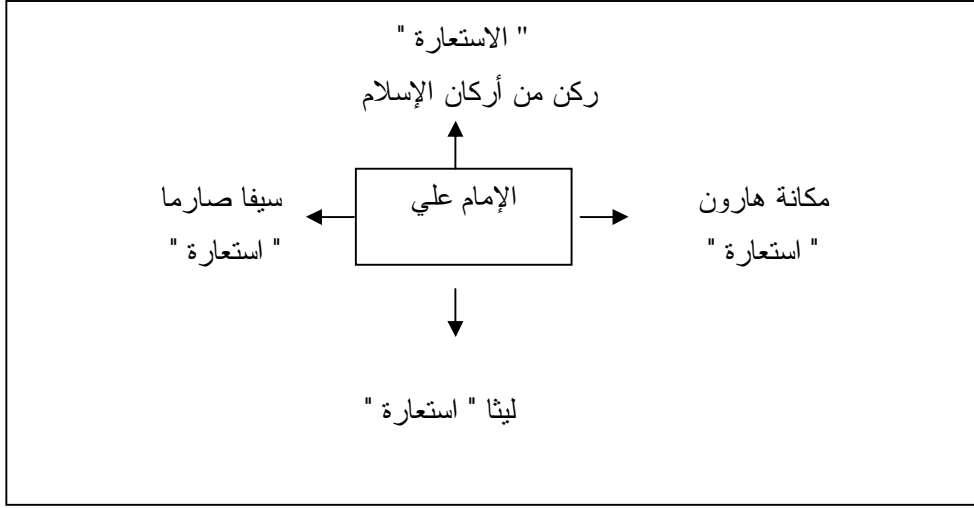 " الاستعارة "
ركن من أركان الإسلام
الإمام علي
مكانة هارون
" استعارة "
سيفا صارما
" استعارة "
ليثا " استعارة "